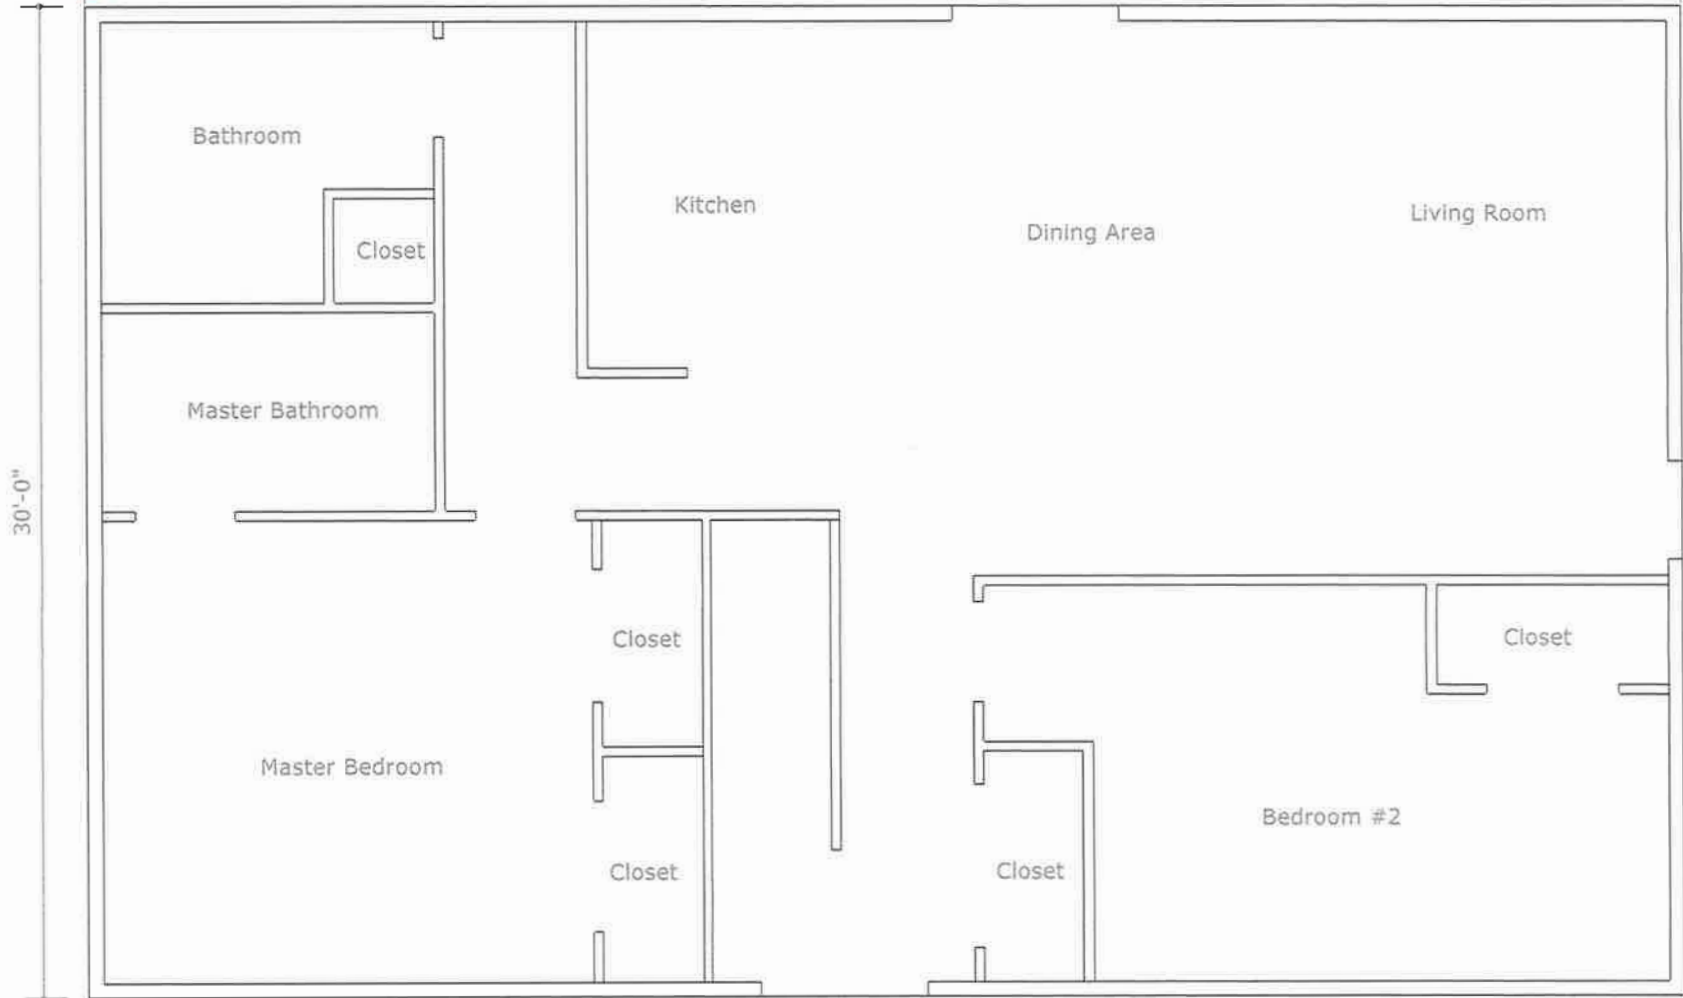 Bathroom
Kitchen
Living Room
Dining Area
Closet
Master Bathroom
30'-0"
Closet
Closet
Master Bedroom
Bedroom #2
Closet
Closet